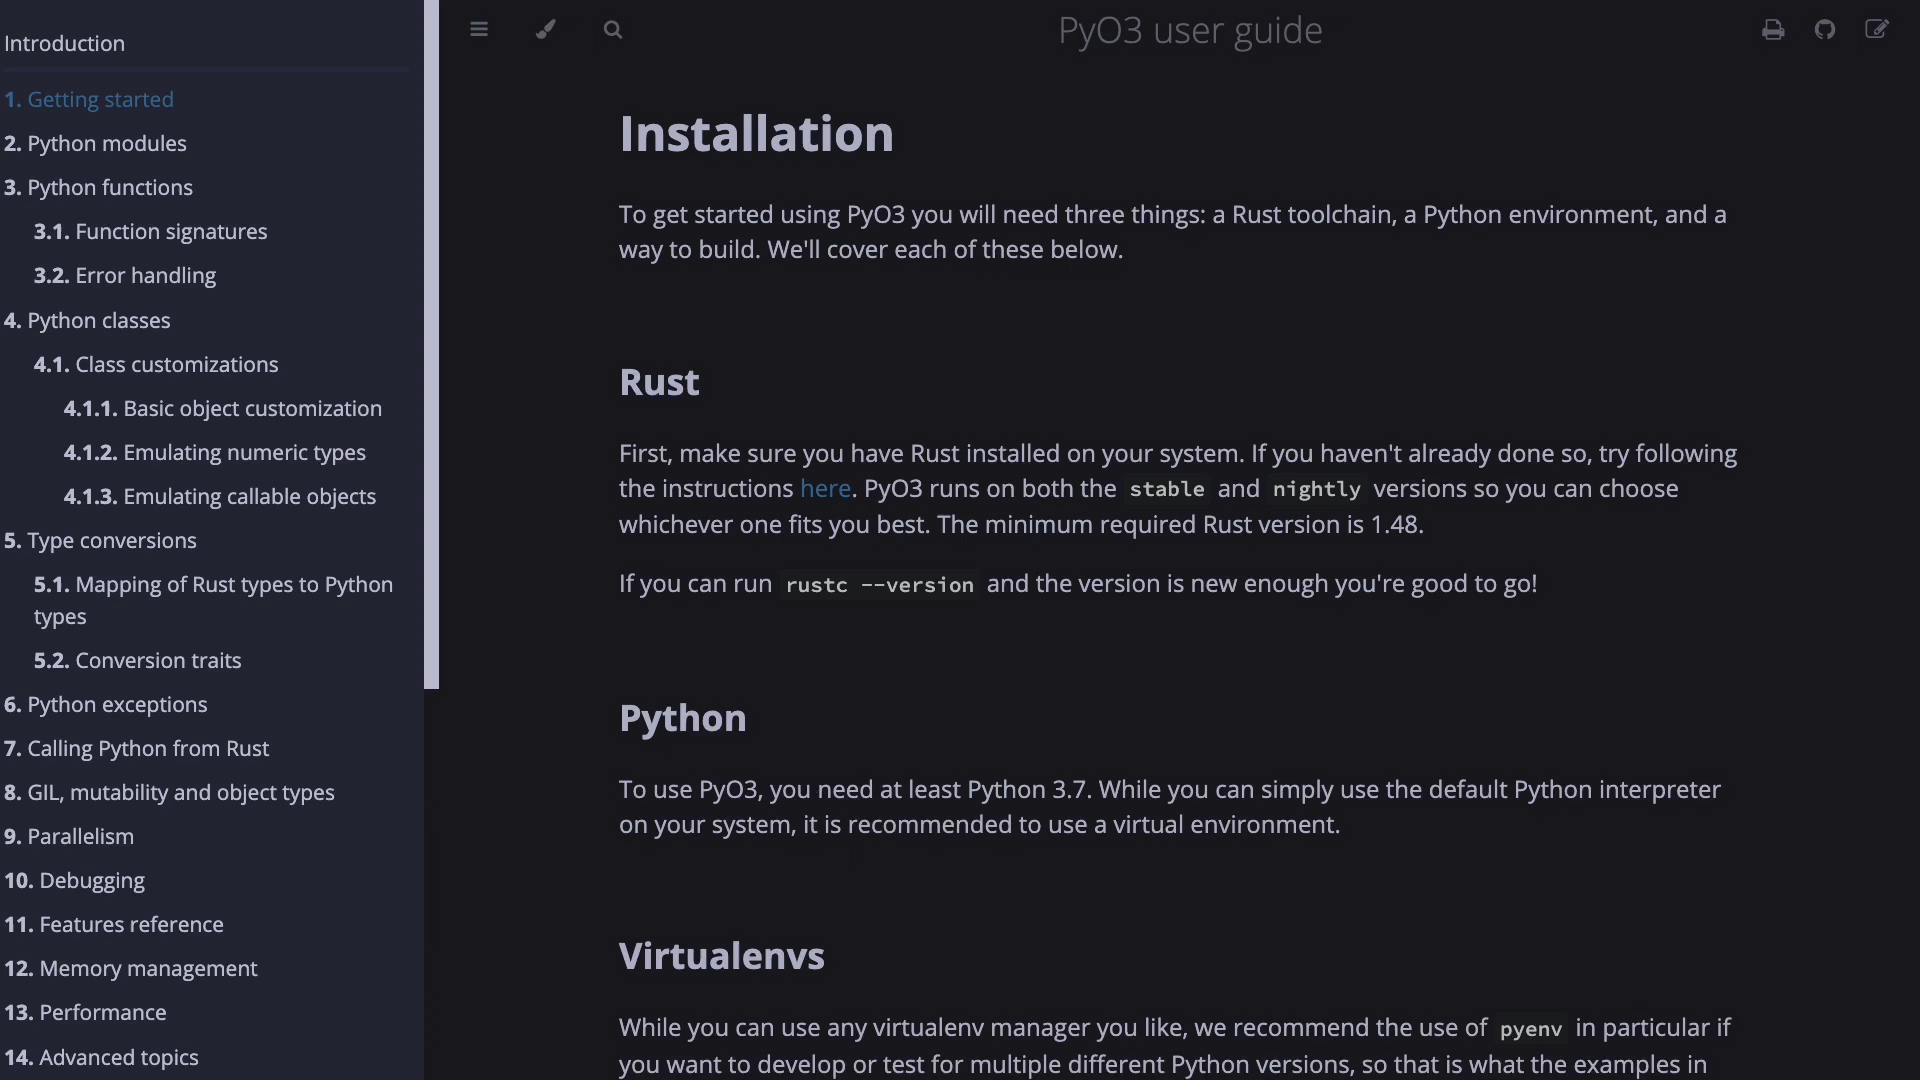 Introduction
1. Getting started
2. Python modules
3. Python functions
3.1. Function signatures
3.2. Error handling
4. Python classes
4.1. Class customizations
4.1.1. Basic object customization
4.1.2. Emulating numeric types
4.1.3. Emulating callable objects
5. Type conversions
5.1. Mapping of Rust types to Python
types
5.2. Conversion traits
6. Python exceptions
7. Calling Python from Rust
8. GIL, mutability and object types
9. Parallelism
10. Debugging
11. Features reference
12. Memory management
13. Performance
14. Advanced topics
PyO3 user guide
Installation
To get started using PyO3 you will need three things: a Rust toolchain, a Python environment, and a
way to build. We'll cover each of these below.
Rust
First, make sure you have Rust installed on your system. If you haven't already done so, try following
the instructions here. PyO3 runs on both the stable and nightly versions so you can choose
whichever one fits you best. The minimum required Rust version is 1.48.
If you can run rustc --version and the version is new enough you're good to go!
Python
To use PyO3, you need at least Python 3.7. While you can simply use the default Python interpreter
on your system, it is recommended to use a virtual environment.
Virtualenvs
While you can use any virtualenv manager you like, we recommend the use of pyenv in particular if
you want to develop or test for multiple different Python versions, so that is what the examples in